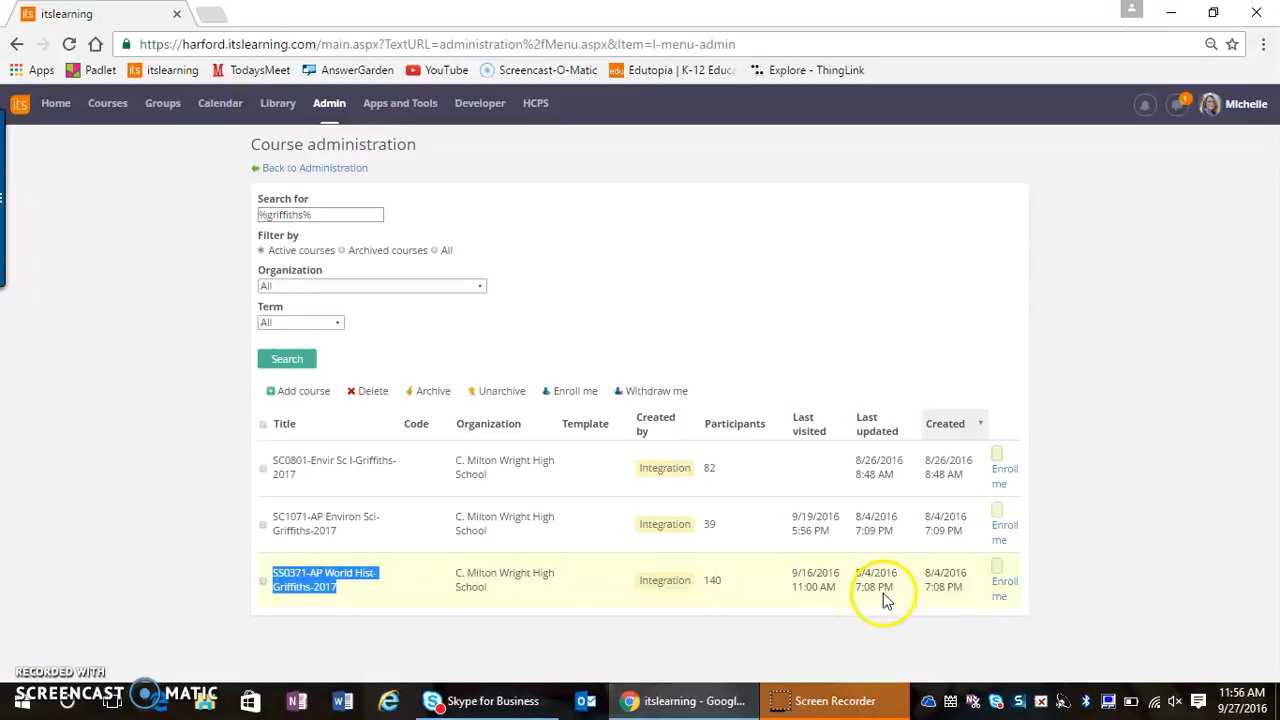 itslearning
https://harford.itslearning.com/main.aspx?TextURL=administration%2fMenu.aspx&Item=l-menu-admin
Apps Padlet itslearning TodaysMeet AnswerGarden YouTube Screencast-O-Matic Edutopia | K-12 Educa Explore - ThingLink
its Home Courses Groups Calendar Library Admin Apps and Tools Developer HCPS 1 Michelle
Course administration
Back to Administration
Search for
%griffiths%
Filter by
Active courses Archived courses All
Organization
All
Term
All
Search
Add course Delete Archive Unarchive Enroll me Withdraw me
Title Code Organization Template Created by Participants Last visited Last updated Created
SC0801-Envir Sc I-Griffiths- C. Milton Wright High Integration 82 8/26/2016 8/26/2016 Enroll
2017 School 8:48 AM 8:48 AM me
SC1071-AP Environ Sci- C. Milton Wright High Integration 39 9/19/2016 8/4/2016 8/4/2016 Enroll
Griffiths-2017 School 5:56 PM 7:09 PM 7:09 PM me
SS0371-AP World Hist- C. Milton Wright High Integration 140 9/16/2016 8/4/2016 8/4/2016 Enroll
Griffiths-2017 School 11:00 AM 7:08 PM 7:08 PM me
RECORDED WITH
SCREENCAST MATIC
Skype for Business itslearning - Googl... Screen Recorder 11:56 AM
9/27/2016